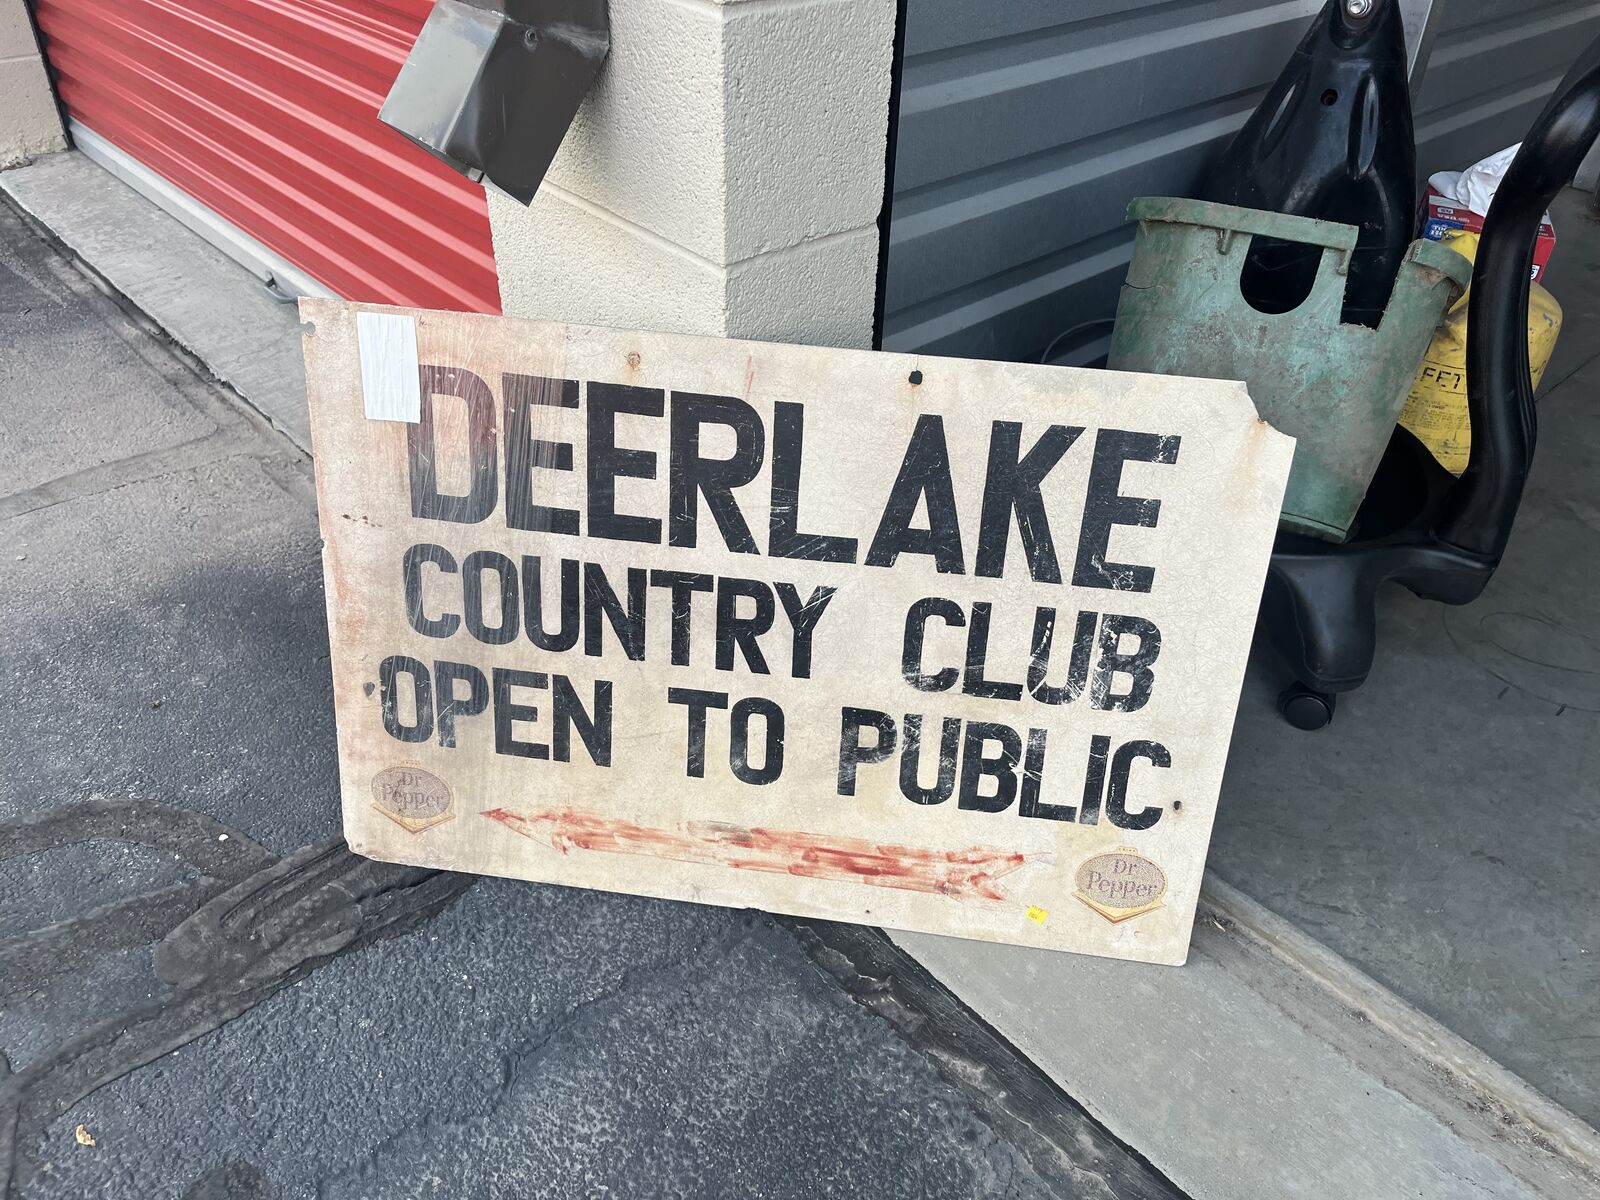 DEERLAKE
COUNTRY CLUB
OPEN TO PUBLIC
Dr
Pepper
Dr
Pepper